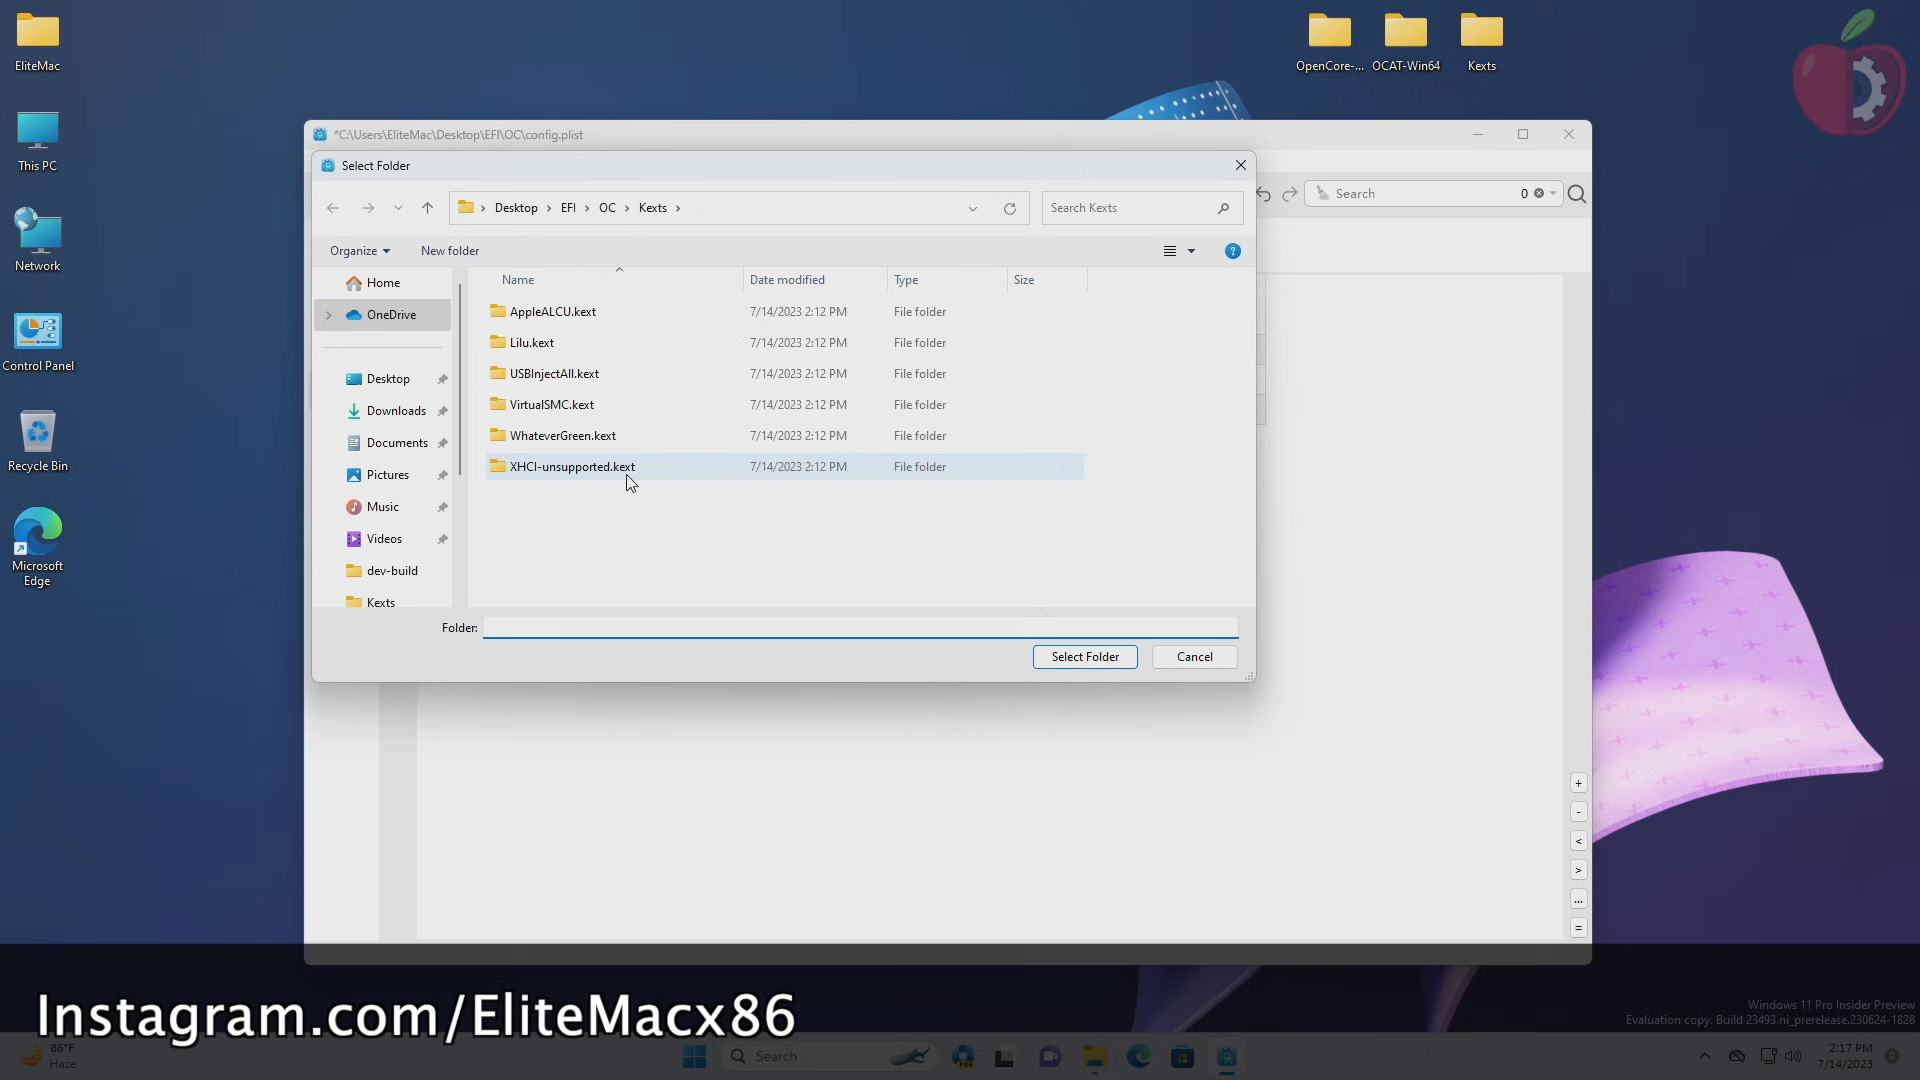 EliteMac
This PC
Network
Control Panel
Recycle Bin
Microsoft
Edge
OpenCore-...
OCAT-Win64
Kexts
*C:\Users\EliteMac\Desktop\EFI\OC\config.plist
Select Folder
Desktop > EFI > OC > Kexts >
Search Kexts
Search
0
Organize
New folder
Name
Date modified
Type
Size
Home
OneDrive
Desktop
Downloads
Documents
Pictures
Music
Videos
dev-build
Kexts
AppleALCU.kext 7/14/2023 2:12 PM File folder
Lilu.kext 7/14/2023 2:12 PM File folder
USBInjectAll.kext 7/14/2023 2:12 PM File folder
VirtualSMC.kext 7/14/2023 2:12 PM File folder
WhateverGreen.kext 7/14/2023 2:12 PM File folder
XHCI-unsupported.kext 7/14/2023 2:12 PM File folder
Folder:
Select Folder
Cancel
+
-
<
>
...
=
Instagram.com/EliteMacx86
Windows 11 Pro Insider Preview
Evaluation copy. Build 23493.ni_prerelease.230624-1828
86°F
Haze
Search
PRE
2:17 PM
7/14/2023